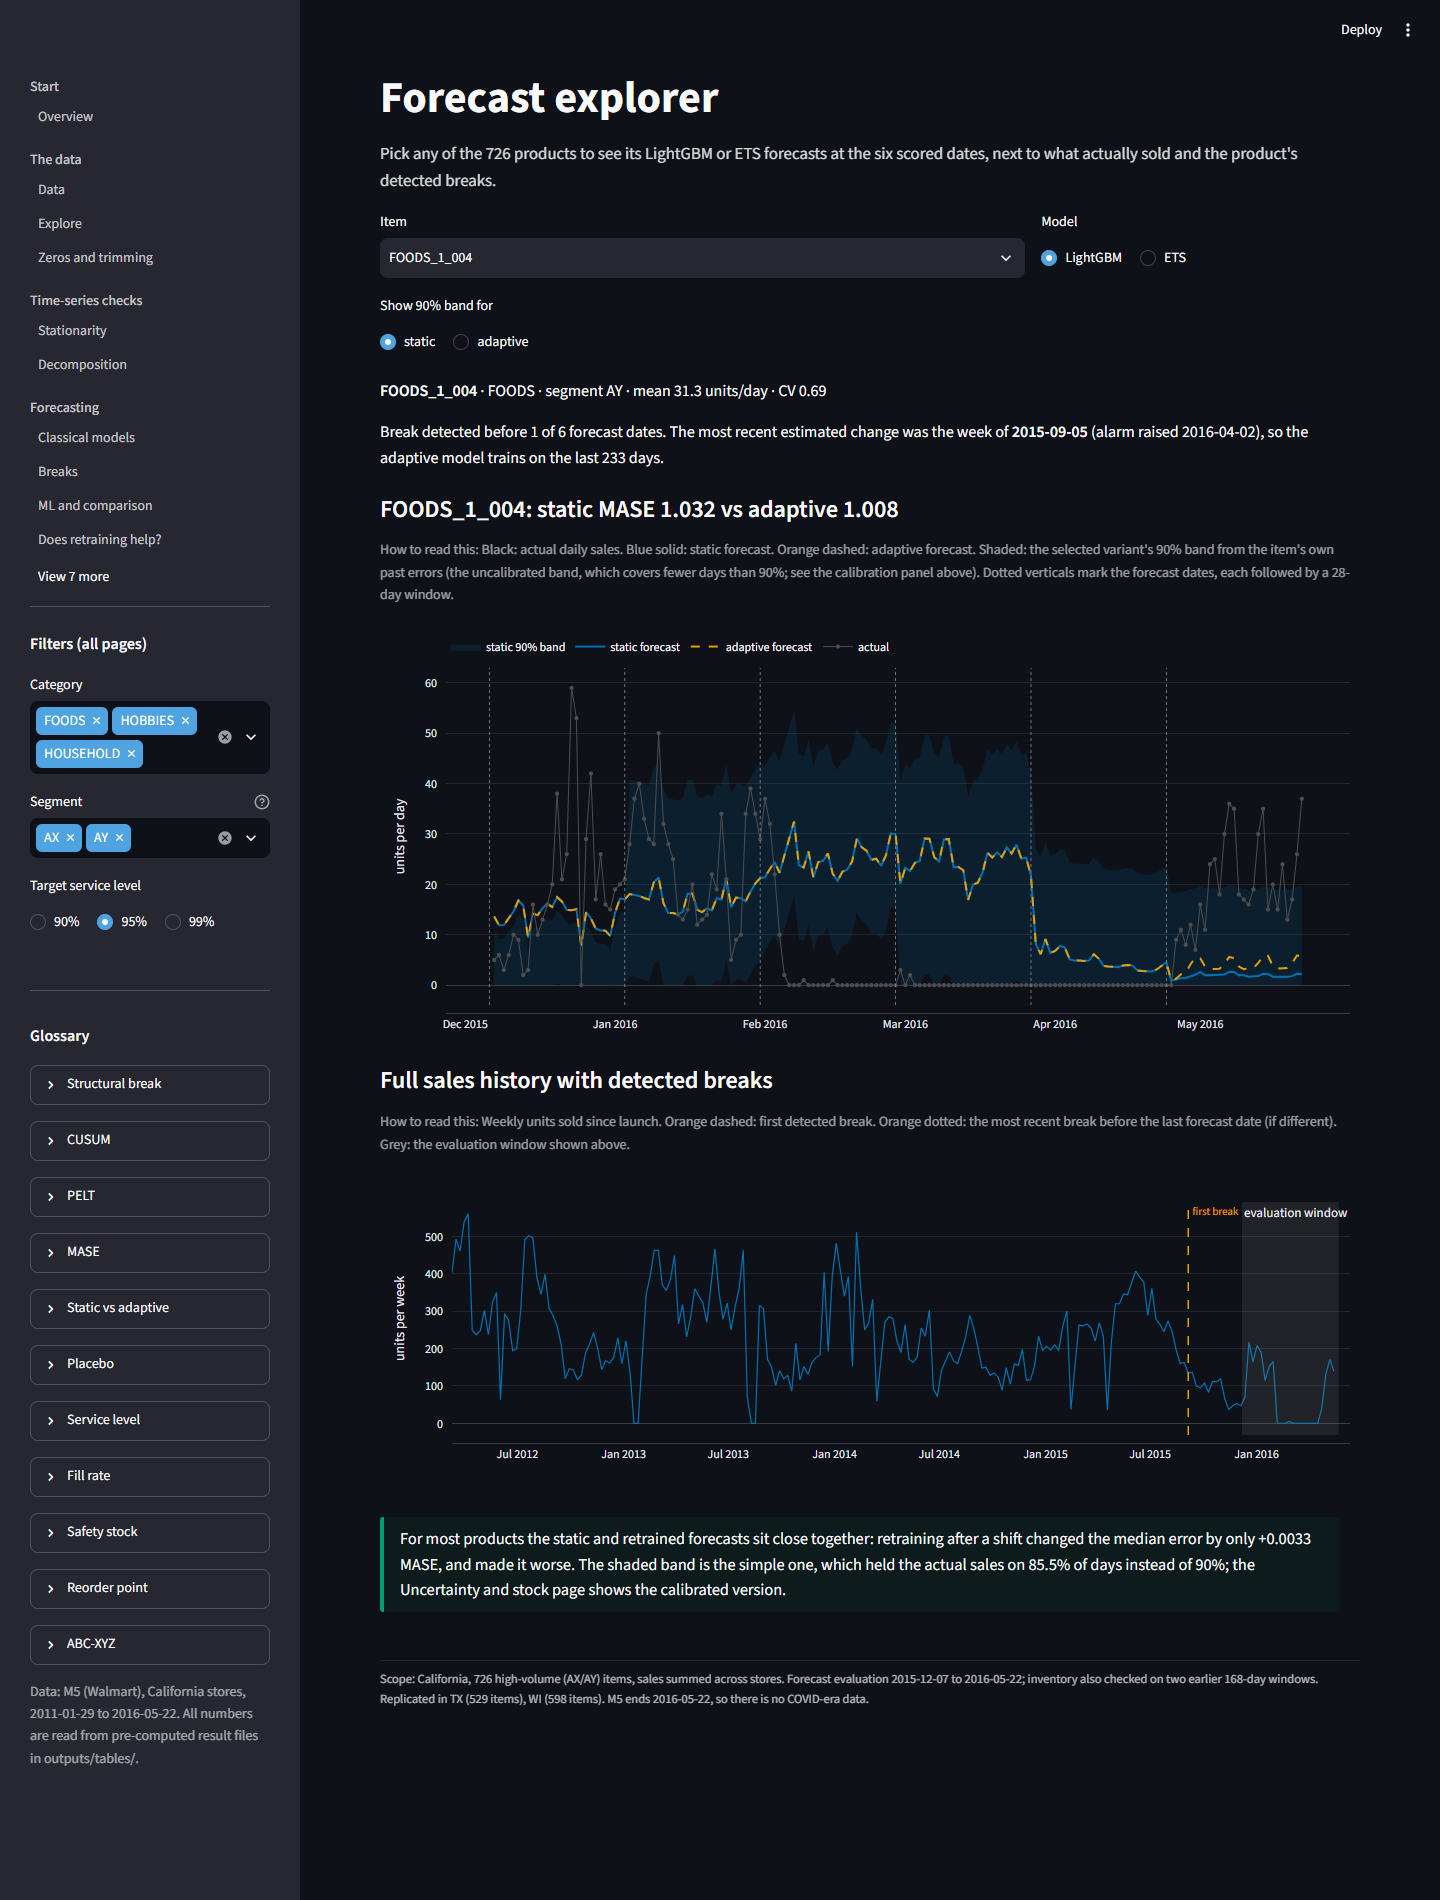 Deploy
Start
Overview
The data
Data
Explore
Zeros and trimming
Time-series checks
Stationarity
Decomposition
Forecasting
Classical models
Breaks
ML and comparison
Does retraining help?
View 7 more
Filters (all pages)
Category
FOODS
HOBBIES
HOUSEHOLD
Segment
AX
AY
Target service level
90%
95%
99%
Glossary
Structural break
CUSUM
PELT
MASE
Static vs adaptive
Placebo
Service level
Fill rate
Safety stock
Reorder point
ABC-XYZ
Data: M5 (Walmart), California stores,
2011-01-29 to 2016-05-22. All numbers
are read from pre-computed result files
in outputs/tables/.
Forecast explorer
Pick any of the 726 products to see its LightGBM or ETS forecasts at the six scored dates, next to what actually sold and the product's
detected breaks.
Item
FOODS_1_004
Model
LightGBM
ETS
Show 90% band for
static
adaptive
FOODS_1_004 · FOODS · segment AY · mean 31.3 units/day · CV 0.69
Break detected before 1 of 6 forecast dates. The most recent estimated change was the week of 2015-09-05 (alarm raised 2016-04-02), so the
adaptive model trains on the last 233 days.
FOODS_1_004: static MASE 1.032 vs adaptive 1.008
How to read this: Black: actual daily sales. Blue solid: static forecast. Orange dashed: adaptive forecast. Shaded: the selected variant's 90% band from the item's own
past errors (the uncalibrated band, which covers fewer days than 90%; see the calibration panel above). Dotted verticals mark the forecast dates, each followed by a 28-
day window.
static 90% band
static forecast
adaptive forecast
actual
units per day
60
50
40
30
20
10
0
Dec 2015
Jan 2016
Feb 2016
Mar 2016
Apr 2016
May 2016
Full sales history with detected breaks
How to read this: Weekly units sold since launch. Orange dashed: first detected break. Orange dotted: the most recent break before the last forecast date (if different).
Grey: the evaluation window shown above.
first break
evaluation window
units per week
500
400
300
200
100
0
Jul 2012
Jan 2013
Jul 2013
Jan 2014
Jul 2014
Jan 2015
Jul 2015
Jan 2016
For most products the static and retrained forecasts sit close together: retraining after a shift changed the median error by only +0.0033
MASE, and made it worse. The shaded band is the simple one, which held the actual sales on 85.5% of days instead of 90%; the
Uncertainty and stock page shows the calibrated version.
Scope: California, 726 high-volume (AX/AY) items, sales summed across stores. Forecast evaluation 2015-12-07 to 2016-05-22; inventory also checked on two earlier 168-day windows.
Replicated in TX (529 items), WI (598 items). M5 ends 2016-05-22, so there is no COVID-era data.